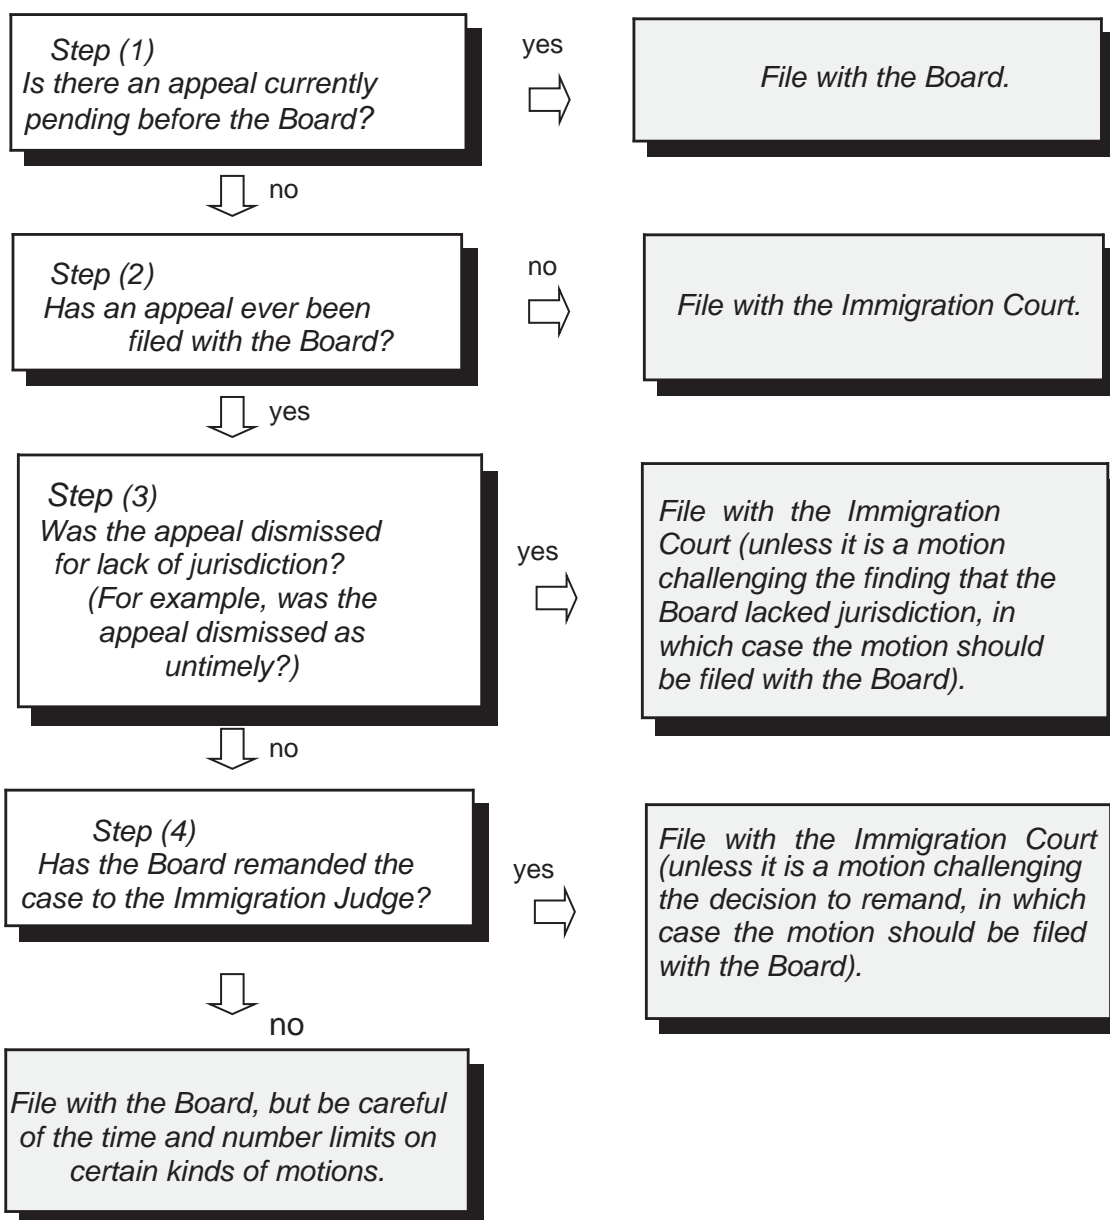 Step (1)
Is there an appeal currently
pending before the Board?
yes
File with the Board.
no
Step (2)
Has an appeal ever been
filed with the Board?
no
File with the Immigration Court.
yes
Step (3)
Was the appeal dismissed
for lack of jurisdiction?
(For example, was the
appeal dismissed as
untimely?)
yes
File with the Immigration
Court (unless it is a motion
challenging the finding that the
Board lacked jurisdiction, in
which case the motion should
be filed with the Board).
no
Step (4)
Has the Board remanded the
case to the Immigration Judge?
yes
File with the Immigration Court
(unless it is a motion challenging
the decision to remand, in which
case the motion should be filed
with the Board).
no
File with the Board, but be careful
of the time and number limits on
certain kinds of motions.